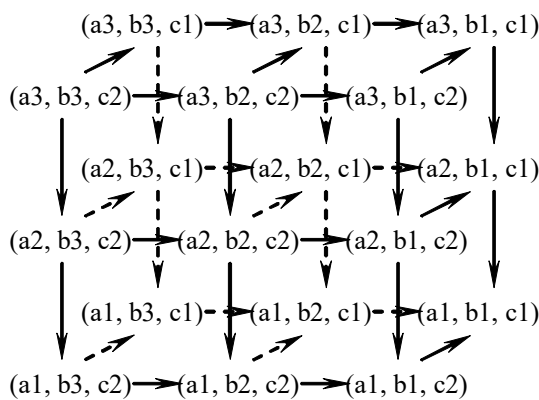 (a3, b3, c1) (a3, b2, c1) (a3, b1, c1)
(a3, b3, c2) (a3, b2, c2) (a3, b1, c2)
(a2, b3, c1) (a2, b2, c1) (a2, b1, c1)
(a2, b3, c2) (a2, b2, c2) (a2, b1, c2)
(a1, b3, c1) (a1, b2, c1) (a1, b1, c1)
(a1, b3, c2) (a1, b2, c2) (a1, b1, c2)